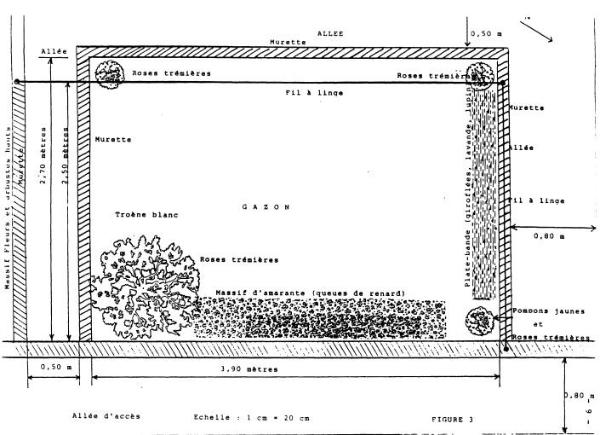 ALLEE
Murette
0,50 m
N
Allée
Roses trémières
Roses trémières
Fil à linge
Murette
Murette
Allée
Massif Fleurs et arbustes hauts
Murette
2,70 mètres
2,50 mètres
Plate-bande (giroflées, lavande, lupin
GAZON
Troène blanc
Fil à linge
0,80 m
Roses trémières
Massif d'amarante (queues de renard)
Pompons jaunes
et
Roses trémières
0,50 m
3,90 mètres
0,80 m
Allée d'accès
Echelle : 1 cm = 20 cm
FIGURE 3
- 6 -